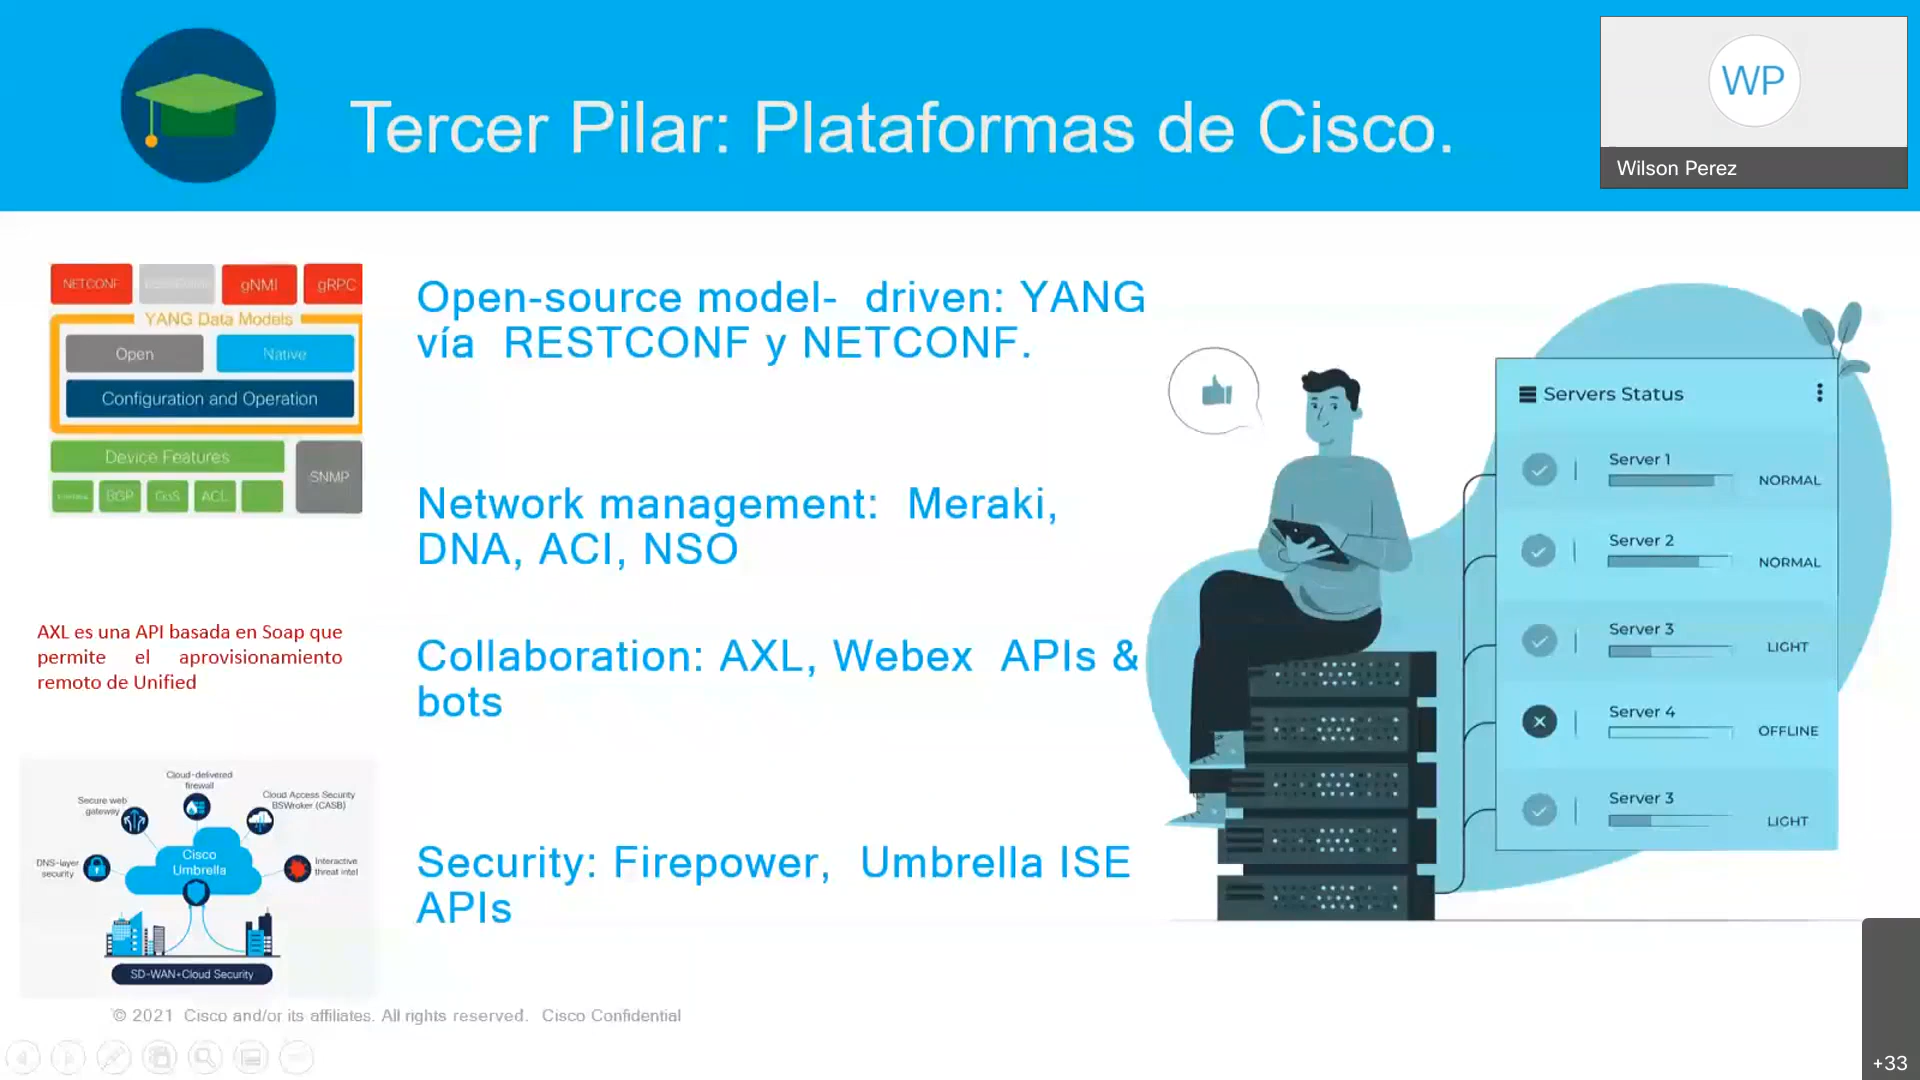 Tercer Pilar: Plataformas de Cisco.
WP
Wilson Perez
NETCONF
gNMI
gRPC
YANG Data Models
Open
Native
Configuration and Operation
Device Features
SNMP
BGP
QoS
ACL
Open-source model-  driven: YANG
vía  RESTCONF y NETCONF.
Network management:  Meraki,
DNA, ACI, NSO
AXL es una API basada en Soap que
permite el aprovisionamiento
remoto de Unified
Collaboration: AXL, Webex  APIs &
bots
Security: Firepower,  Umbrella ISE
APIs
Cloud-delivered
firewall
Secure web
gateway
Cloud Access Security
BSWroker (CASB)
DNS-layer
security
Cisco
Umbrella
Interactive
threat intel
SD-WAN+Cloud Security
Servers Status
Server 1
NORMAL
Server 2
NORMAL
Server 3
LIGHT
Server 4
OFFLINE
Server 3
LIGHT
© 2021  Cisco and/or its affiliates. All rights reserved.  Cisco Confidential
+33